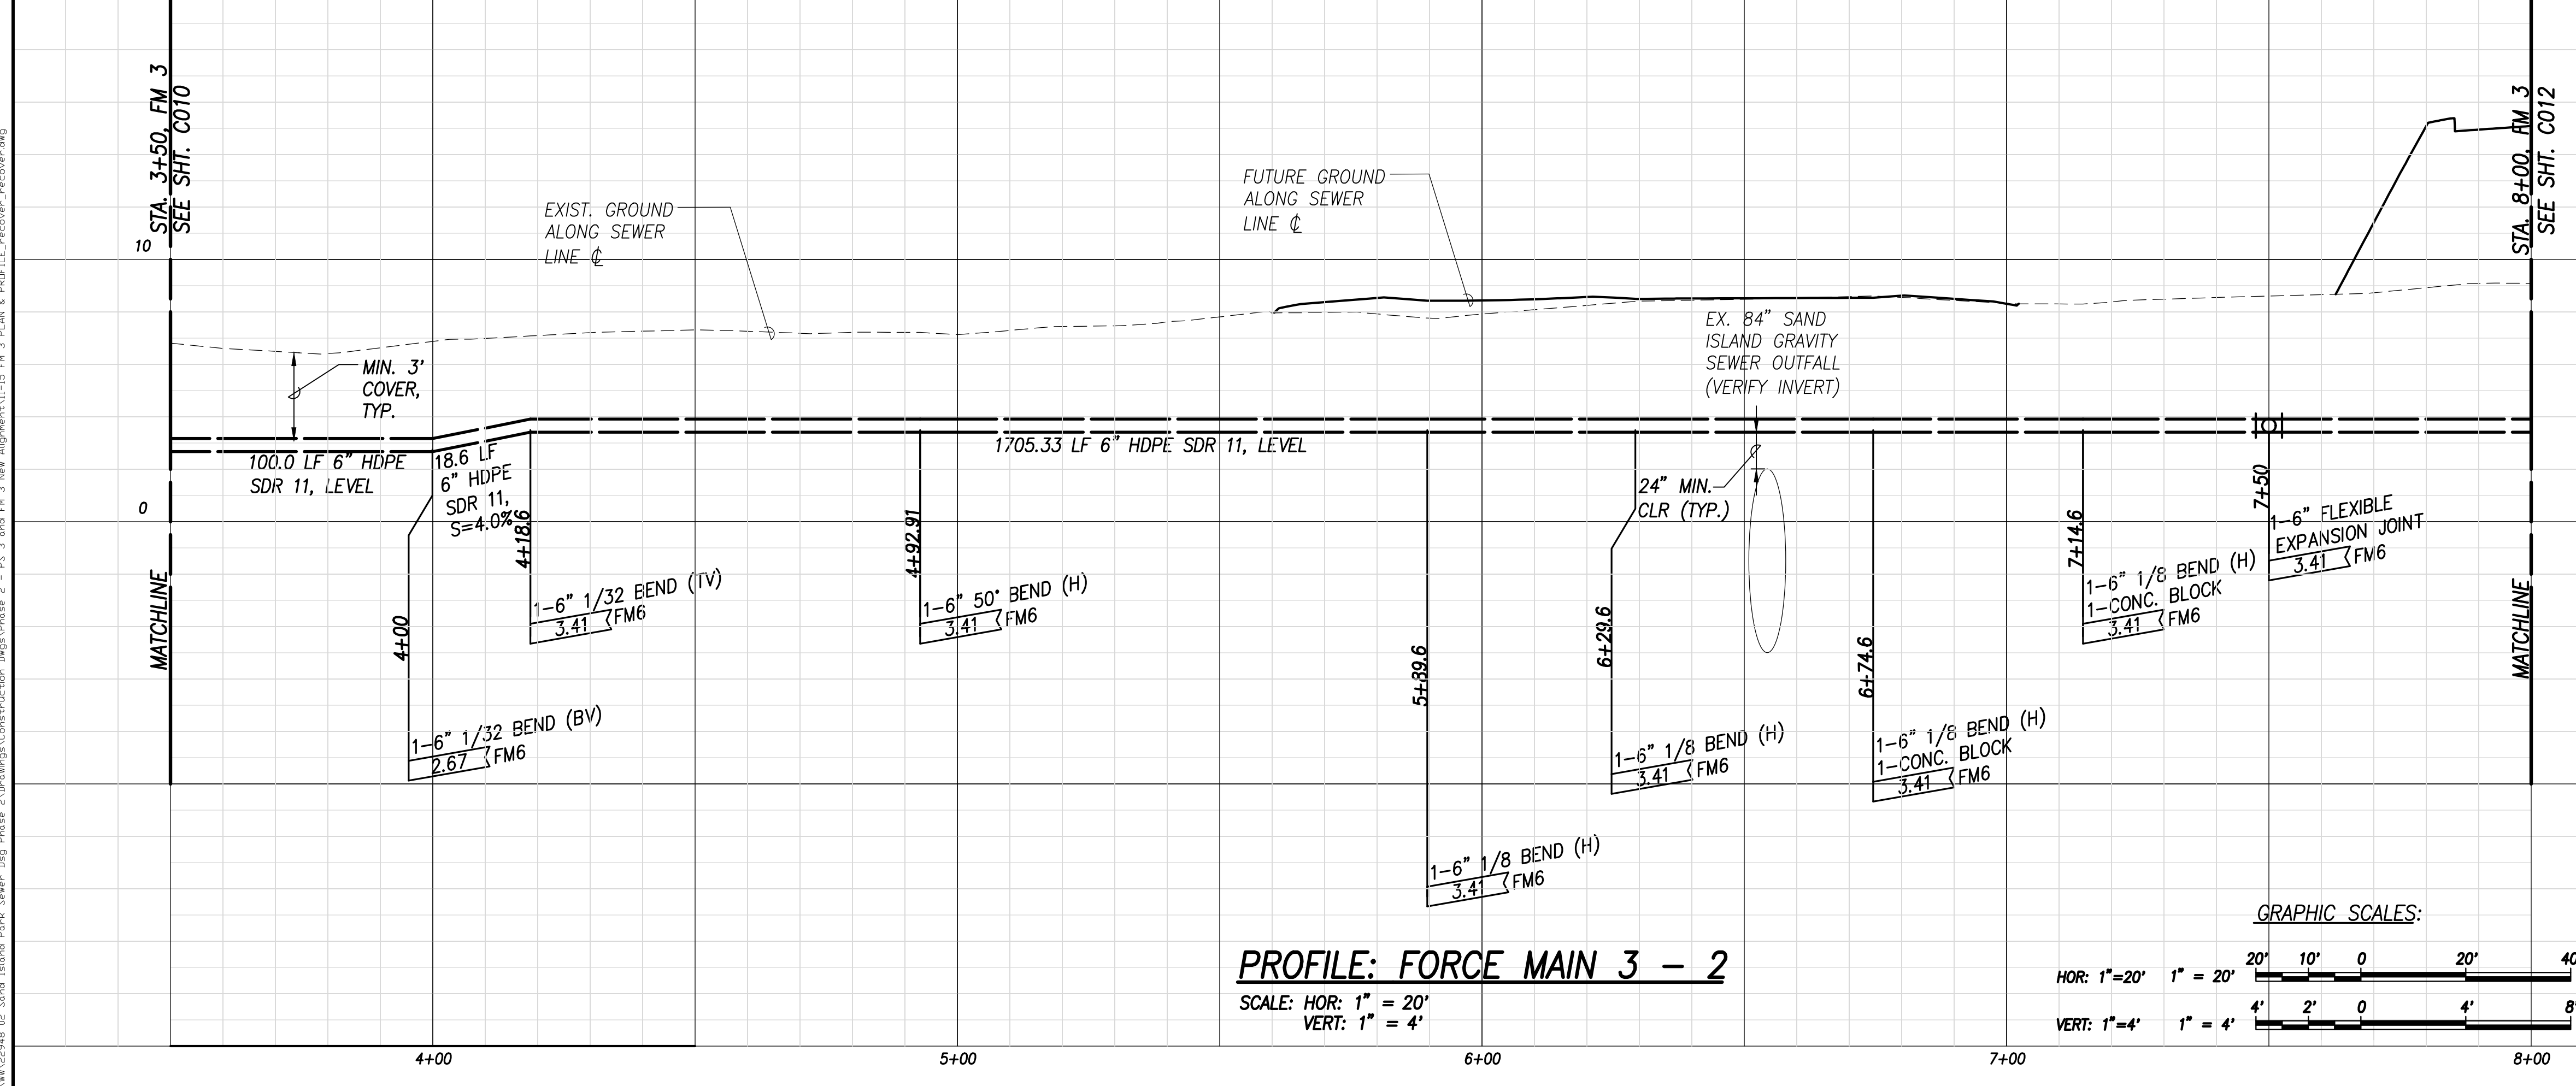 STA. 3+50, FM 3
SEE SHT. C010
10
0
MATCHLINE
EXIST. GROUND
ALONG SEWER
LINE ℄
FUTURE GROUND
ALONG SEWER
LINE ℄
STA. 8+00, FM 3
SEE SHT. C012
MATCHLINE
MIN. 3'
COVER,
TYP.
EX. 84" SAND
ISLAND GRAVITY
SEWER OUTFALL
(VERIFY INVERT)
100.0 LF 6" HDPE
SDR 11, LEVEL
18.6 LF
6" HDPE
SDR 11,
S=4.0%
1705.33 LF 6" HDPE SDR 11, LEVEL
24" MIN.
CLR (TYP.)
4+00
1-6" 1/32 BEND (BV)
2.67 FM6
4+18.6
1-6" 1/32 BEND (TV)
3.41 FM6
4+92.91
1-6" 50° BEND (H)
3.41 FM6
5+89.6
1-6" 1/8 BEND (H)
3.41 FM6
6+29.6
1-6" 1/8 BEND (H)
3.41 FM6
6+74.6
1-6" 1/8 BEND (H)
1-CONC. BLOCK
3.41 FM6
7+14.6
1-6" 1/8 BEND (H)
1-CONC. BLOCK
3.41 FM6
7+50
1-6" FLEXIBLE
EXPANSION JOINT
3.41 FM6
PROFILE: FORCE MAIN 3 - 2
SCALE: HOR: 1" = 20'
VERT: 1" = 4'
GRAPHIC SCALES:
20' 10' 0 20' 40
HOR: 1"=20' 1" = 20'
4' 2' 0 4' 8'
VERT: 1"=4' 1" = 4'
4+00 5+00 6+00 7+00 8+00